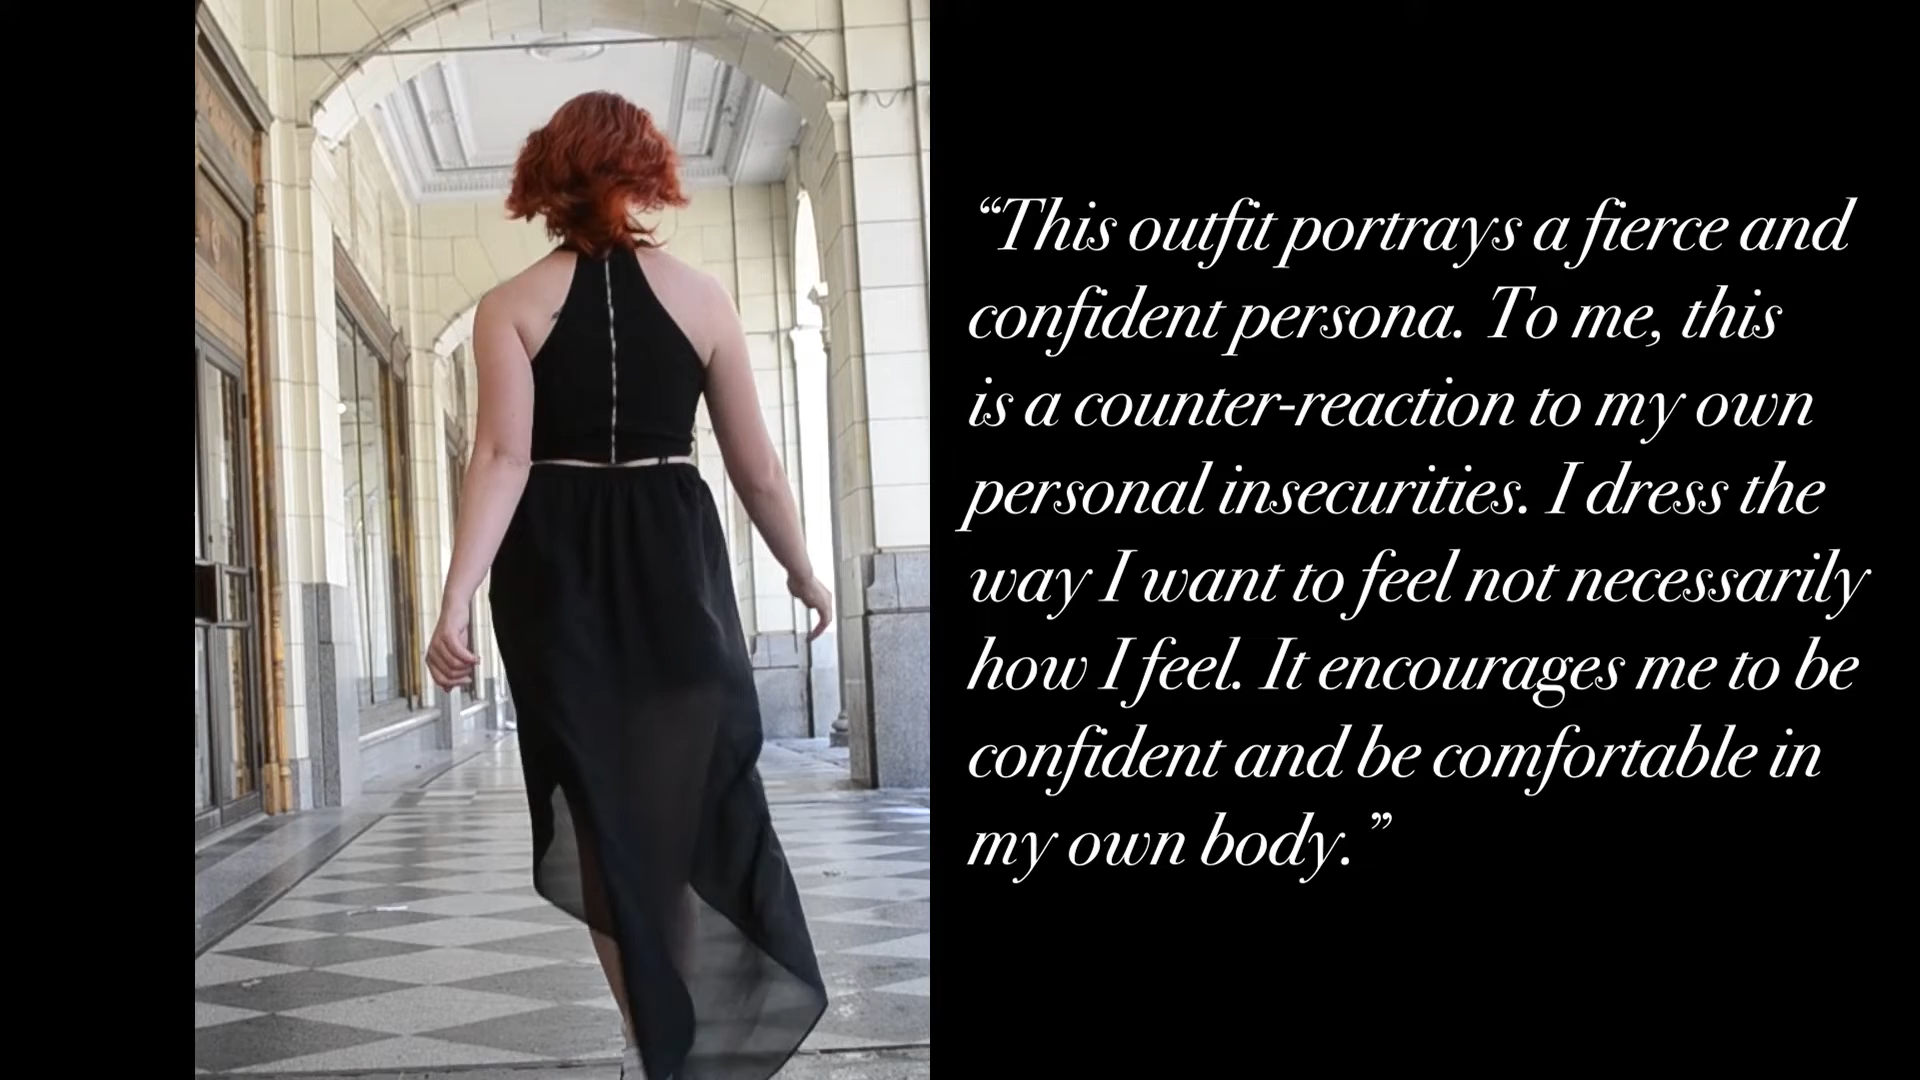 “This outfit portrays a fierce and
confident persona. To me, this
is a counter-reaction to my own
personal insecurities. I dress the
way I want to feel not necessarily
how I feel. It encourages me to be
confident and be comfortable in
my own body.”